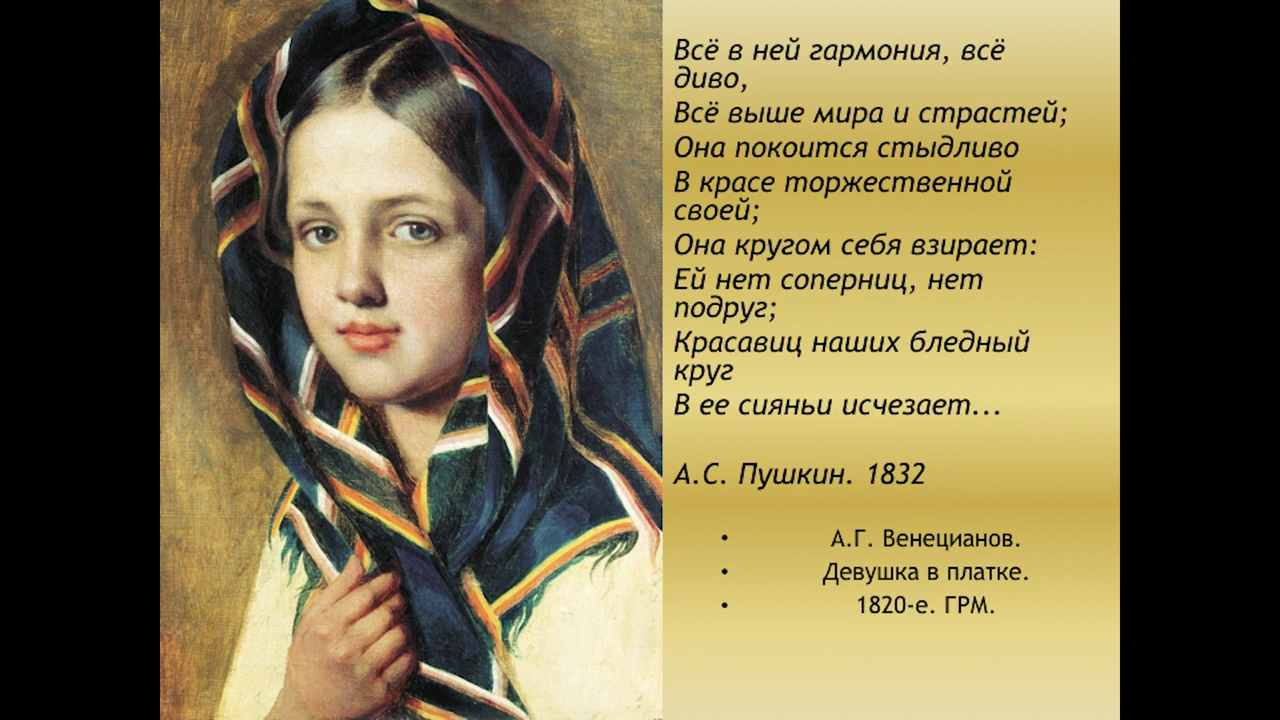 Всё в ней гармония, всё
диво,
Всё выше мира и страстей;
Она покоится стыдливо
В красе торжественной
своей;
Она кругом себя взирает:
Ей нет соперниц, нет
подруг;
Красавиц наших бледный
круг
В ее сияньи исчезает...
А.С. Пушкин. 1832
• А.Г. Венецианов.
• Девушка в платке.
• 1820-е. ГРМ.